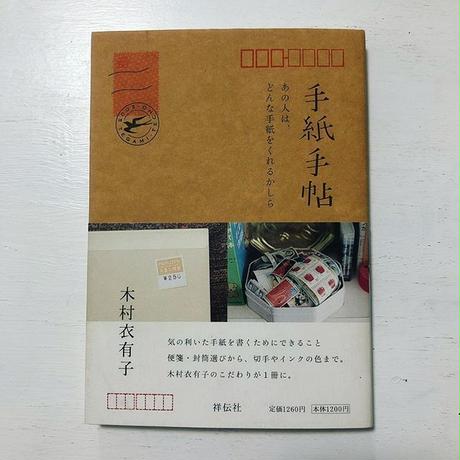 手紙手帖
あの人は、
どんな手紙をくれるかしら
¥250
木村衣有子
気の利いた手紙を書くためにできること
便箋・封筒選びから、切手やインクの色まで。
木村衣有子のこだわりが1冊に。
祥伝社
定価1260円
本体1200円